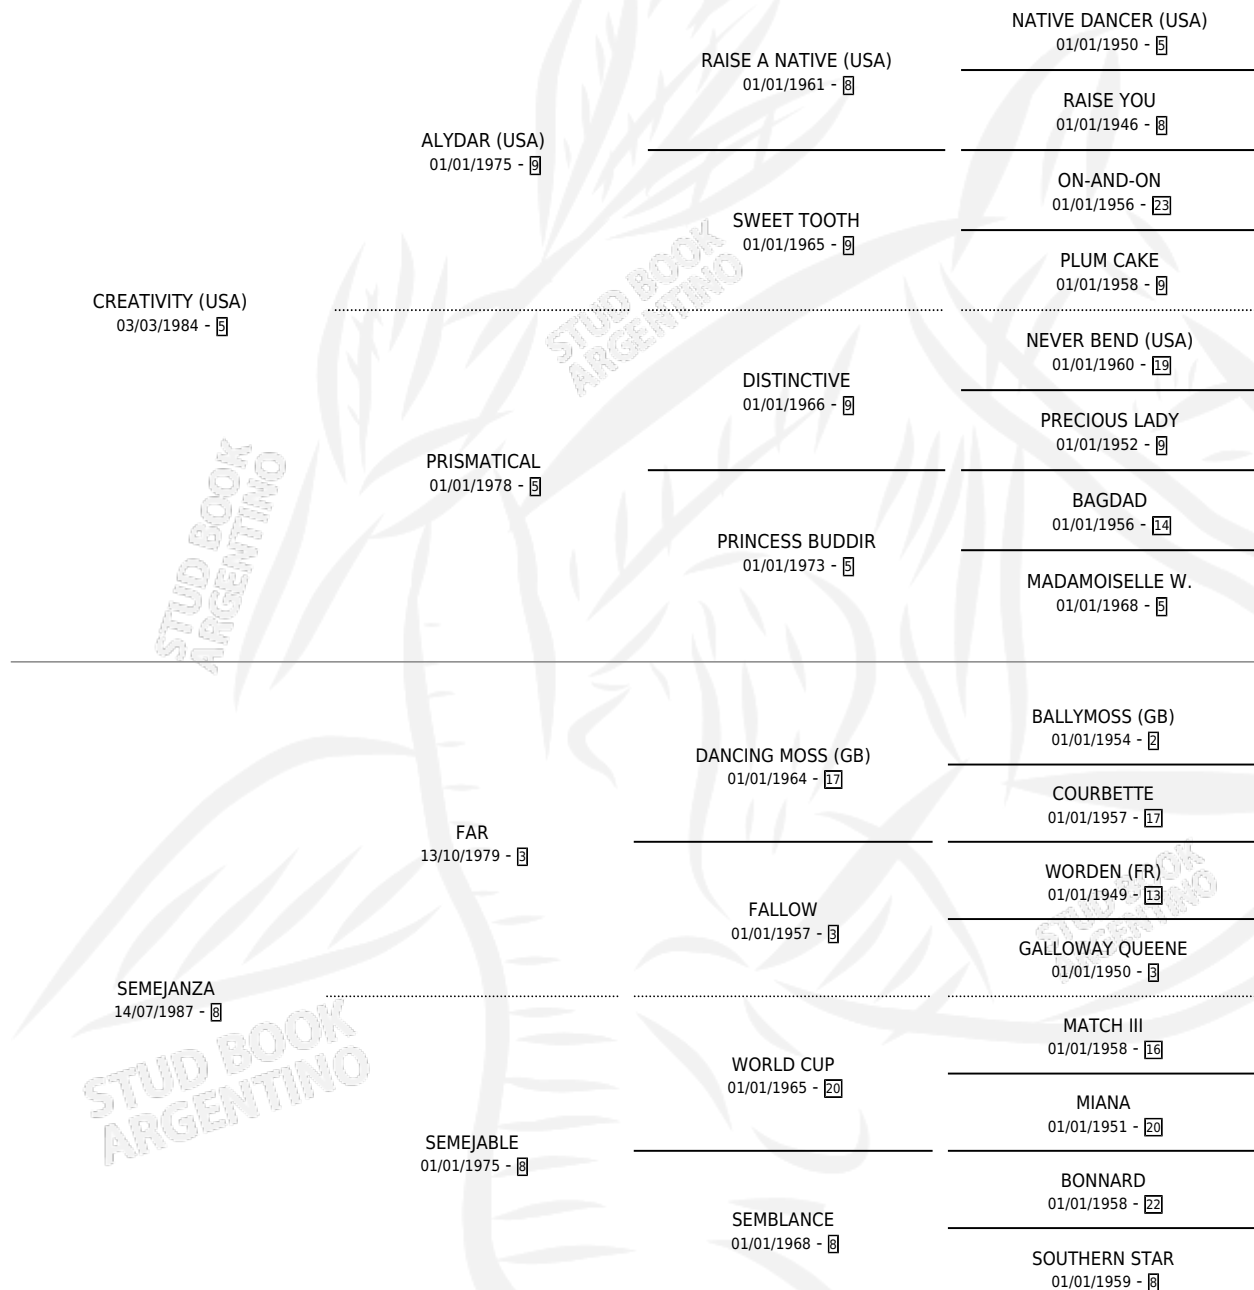 NATIVE DANCER (USA)
01/01/1950 - 5
RAISE A NATIVE (USA)
01/01/1961 - 8
RAISE YOU
01/01/1946 - 8
ALYDAR (USA)
01/01/1975 - 9
ON-AND-ON
01/01/1956 - 23
SWEET TOOTH
01/01/1965 - 9
PLUM CAKE
01/01/1958 - 9
CREATIVITY (USA)
03/03/1984 - 5
STUD BOOK
ARGENTINO
NEVER BEND (USA)
01/01/1960 - 19
DISTINCTIVE
01/01/1966 - 9
PRECIOUS LADY
01/01/1952 - 9
PRISMATICAL
01/01/1978 - 5
BAGDAD
01/01/1956 - 14
PRINCESS BUDDIR
01/01/1973 - 5
MADAMOISELLE W.
01/01/1968 - 5
STUD BOOK
ARGENTINO
BALLYMOSS (GB)
01/01/1954 - 2
DANCING MOSS (GB)
01/01/1964 - 17
COURBETTE
01/01/1957 - 17
FAR
13/10/1979 - 3
WORDEN (FR)
01/01/1949 - 13
FALLOW
01/01/1957 - 3
GALLOWAY QUEENE
01/01/1950 - 3
STUD BOOK
ARGENTINO
SEMEJANZA
14/07/1987 - 8
MATCH III
01/01/1958 - 16
WORLD CUP
01/01/1965 - 20
MIANA
01/01/1951 - 20
STUD BOOK
ARGENTINO
SEMEJABLE
01/01/1975 - 8
BONNARD
01/01/1958 - 22
SEMBLANCE
01/01/1968 - 8
SOUTHERN STAR
01/01/1959 - 8